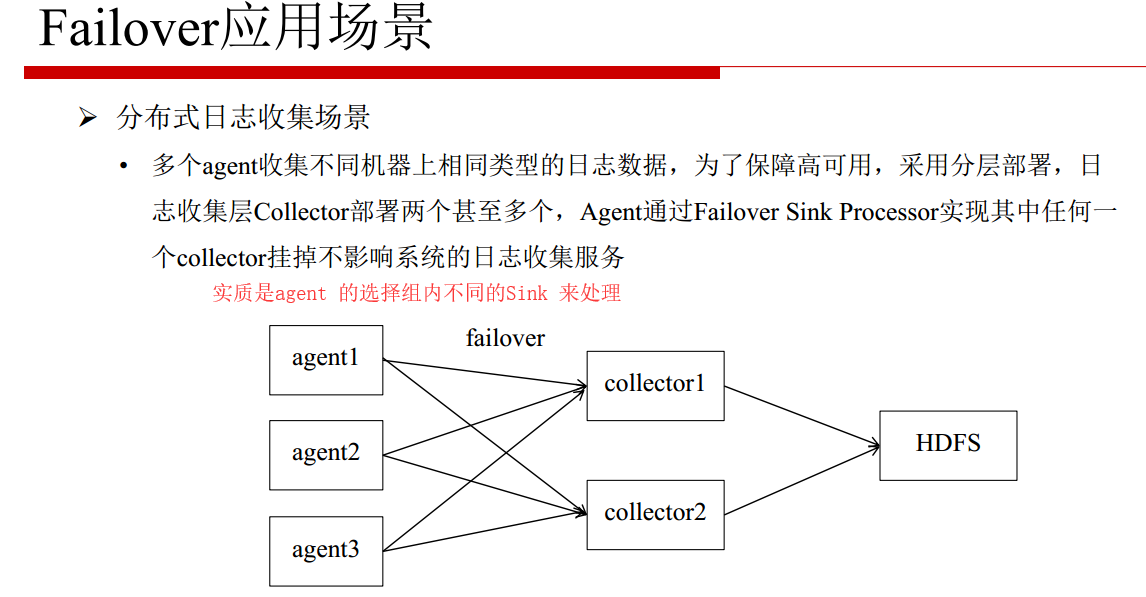 Failover应用场景
➢ 分布式日志收集场景
• 多个agent收集不同机器上相同类型的日志数据，为了保障高可用，采用分层部署，日
志收集层Collector部署两个甚至多个，Agent通过Failover Sink Processor实现其中任何一
个collector挂掉不影响系统的日志收集服务
实质是agent 的选择组内不同的Sink 来处理
failover
agent1
collector1
agent2
HDFS
collector2
agent3